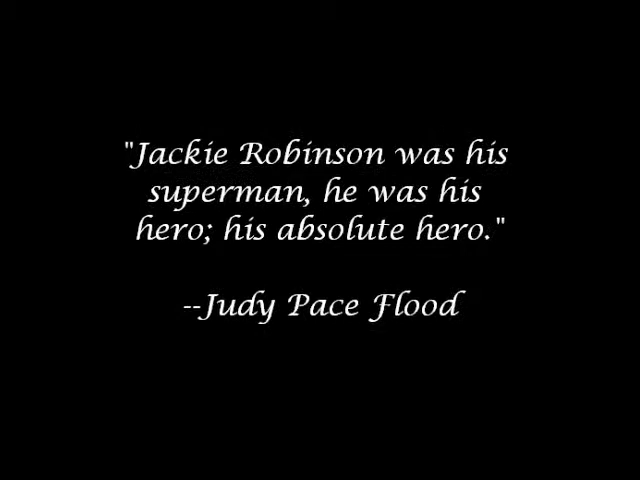 "Jackie Robinson was his
superman, he was his
hero; his absolute hero."
--Judy Pace Flood